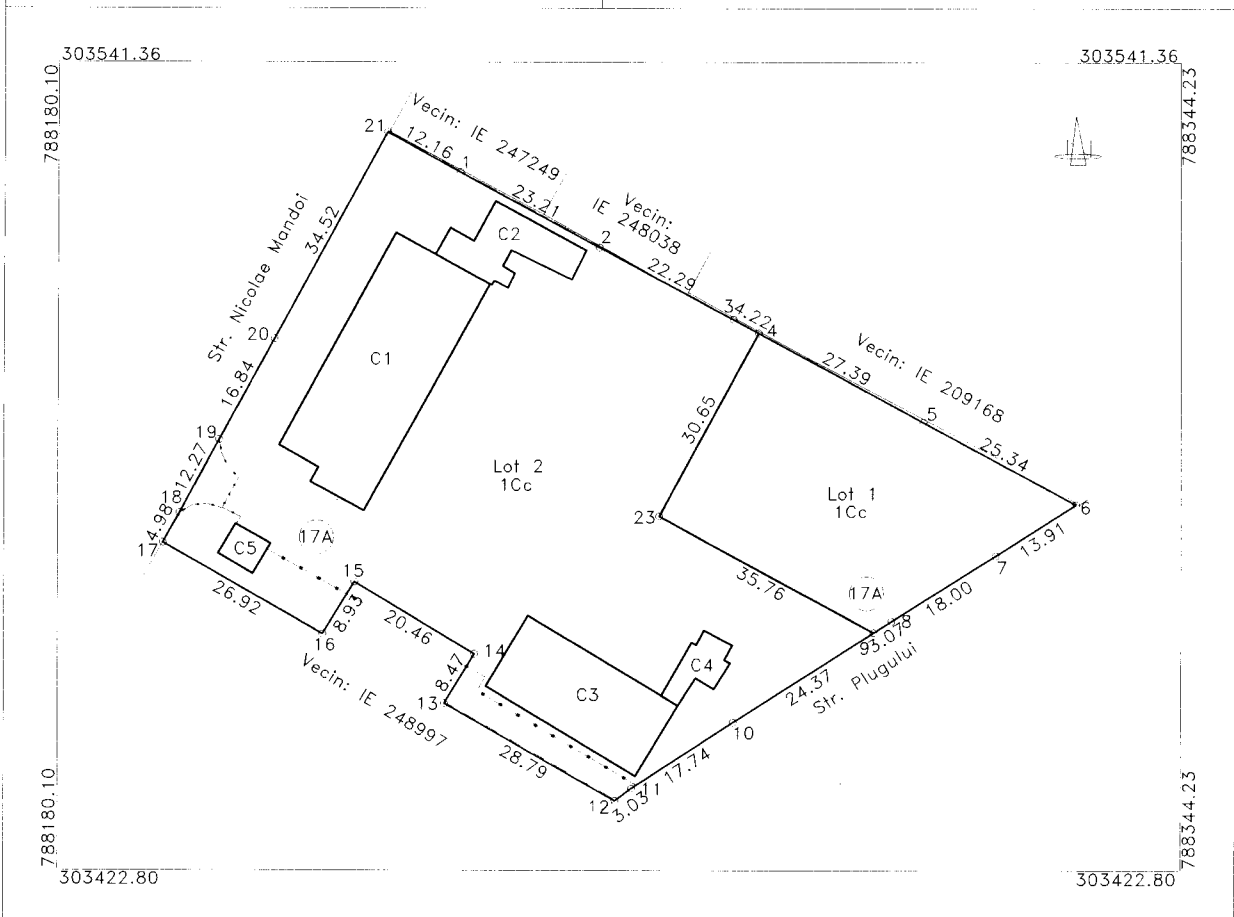 303541.36
303541.36
788180.10
788344.23
21
Vecin: IE 247249
12.16
1
23.21
Vecin:
IE 248038
C2
2
34.52
Str. Nicolae Mandoi
22.29
20
C1
3
4.22
4
Vecin: IE 209168
27.39
16.84
30.65
5
19
25.34
12.27
Lot 2
1Cc
Lot 1
1Cc
18
6
4.98
23
17A
13.91
17
C5
7
15
35.76
17A
18.00
26.92
8.93
20.46
8
9
3.07
16
14
C4
Str. Plugului
Vecin: IE 248997
8.47
C3
24.37
13
10
28.79
17.74
11
12
3.03
788180.10
788344.23
303422.80
303422.80